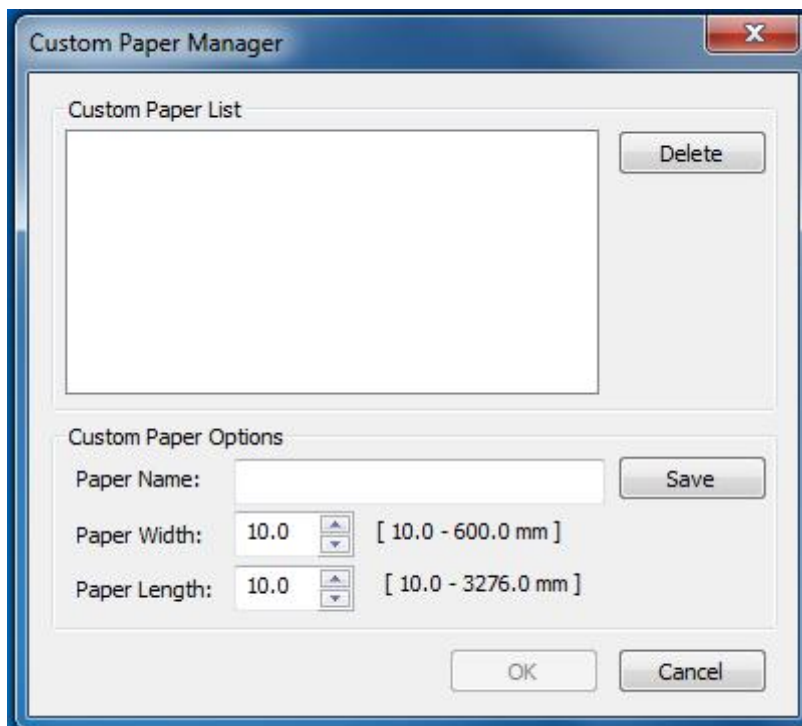 Custom Paper Manager
Custom Paper List
Delete
Custom Paper Options
Paper Name:
Save
Paper Width: 10.0 [ 10.0 - 600.0 mm ]
Paper Length: 10.0 [ 10.0 - 3276.0 mm ]
OK Cancel